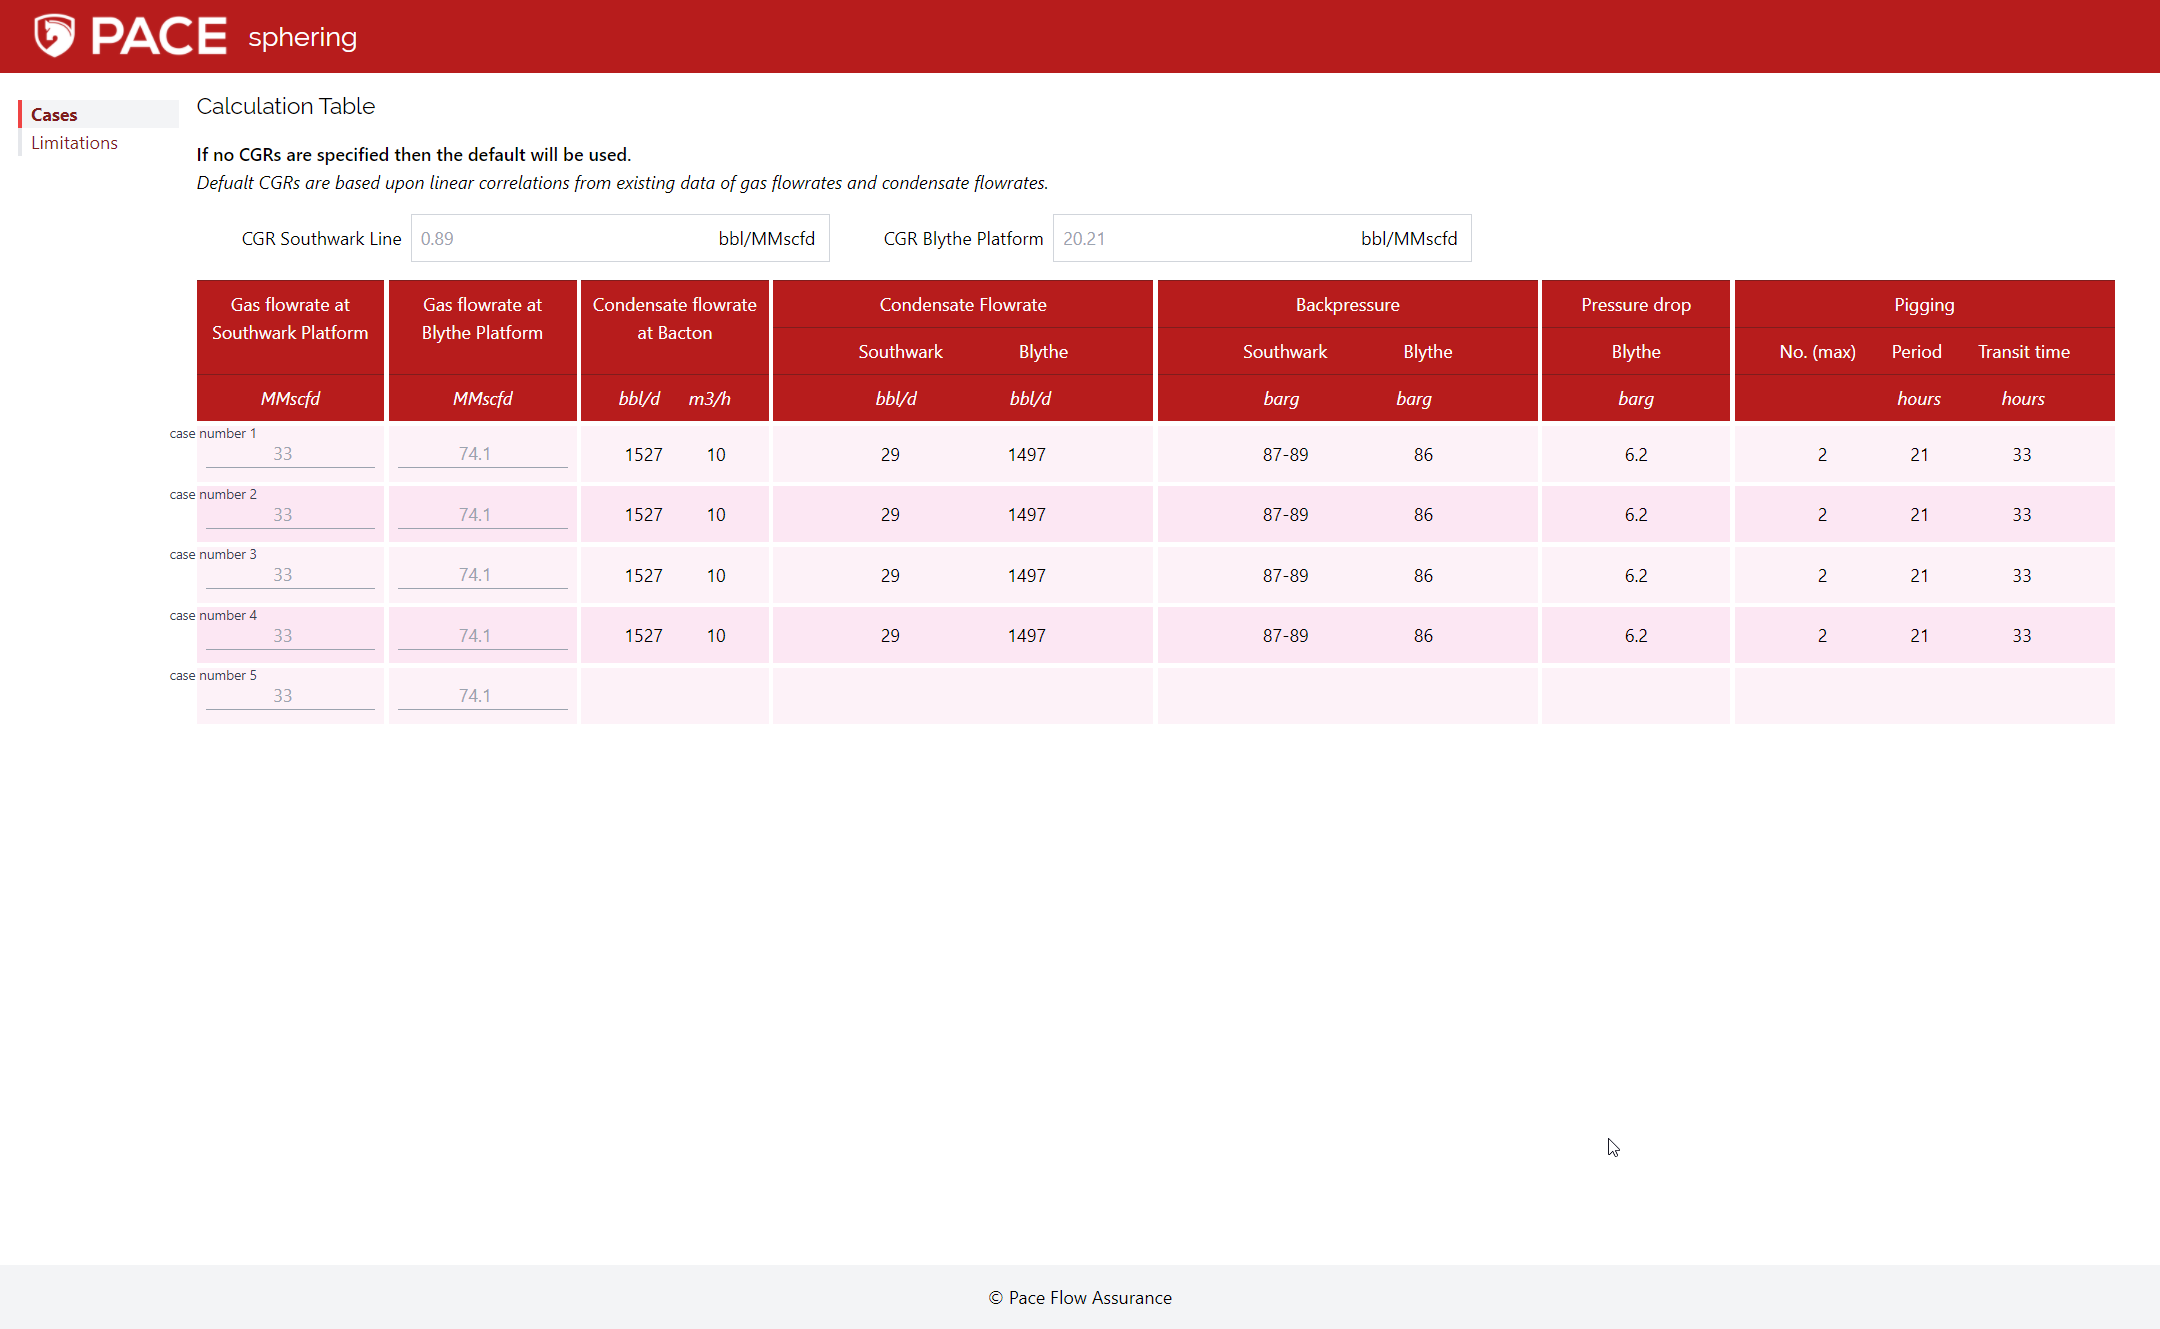 PACE sphering
Cases
Limitations
Calculation Table
If no CGRs are specified then the default will be used.
Defualt CGRs are based upon linear correlations from existing data of gas flowrates and condensate flowrates.
CGR Southwark Line 0.89 bbl/MMscfd CGR Blythe Platform 20.21 bbl/MMscfd
Gas flowrate at Southwark Platform Gas flowrate at Blythe Platform Condensate flowrate at Bacton Condensate Flowrate Backpressure Pressure drop Pigging
Southwark Blythe Southwark Blythe Blythe No. (max) Period Transit time
MMscfd MMscfd bbl/d m3/h bbl/d bbl/d barg barg barg hours hours
case number 1
33 74.1 1527 10 29 1497 87-89 86 6.2 2 21 33
case number 2
33 74.1 1527 10 29 1497 87-89 86 6.2 2 21 33
case number 3
33 74.1 1527 10 29 1497 87-89 86 6.2 2 21 33
case number 4
33 74.1 1527 10 29 1497 87-89 86 6.2 2 21 33
case number 5
33 74.1
© Pace Flow Assurance